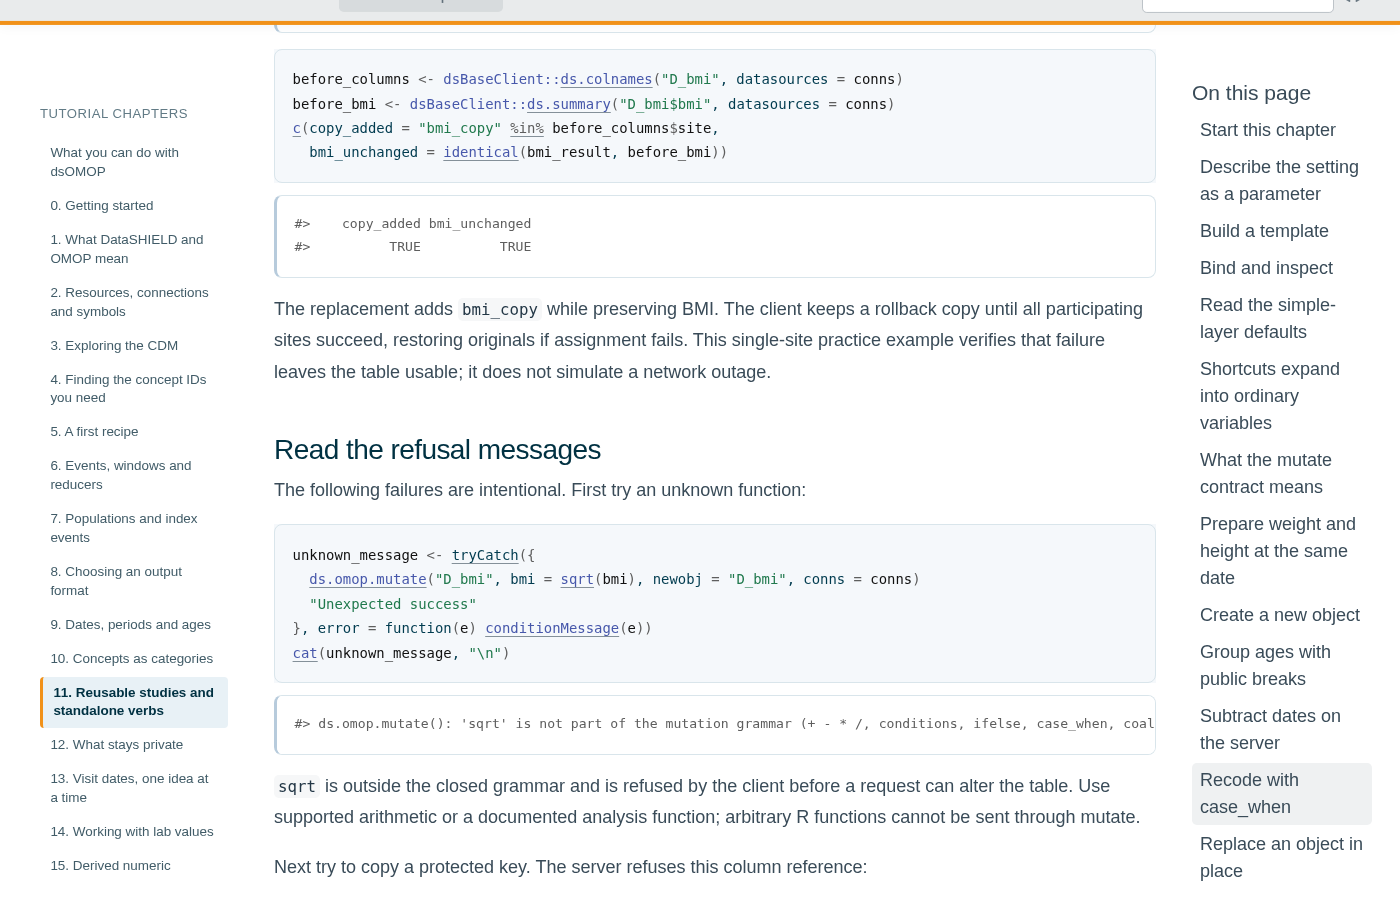 TUTORIAL CHAPTERS
What you can do with
dsOMOP
0. Getting started
1. What DataSHIELD and
OMOP mean
2. Resources, connections
and symbols
3. Exploring the CDM
4. Finding the concept IDs
you need
5. A first recipe
6. Events, windows and
reducers
7. Populations and index
events
8. Choosing an output
format
9. Dates, periods and ages
10. Concepts as categories
11. Reusable studies and
standalone verbs
12. What stays private
13. Visit dates, one idea at
a time
14. Working with lab values
15. Derived numeric
before_columns <- dsBaseClient::ds.colnames("D_bmi", datasources = conns)
before_bmi <- dsBaseClient::ds.summary("D_bmi$bmi", datasources = conns)
c(copy_added = "bmi_copy" %in% before_columns$site,
  bmi_unchanged = identical(bmi_result, before_bmi))
#>    copy_added bmi_unchanged
#>          TRUE          TRUE
The replacement adds bmi_copy while preserving BMI. The client keeps a rollback copy until all participating
sites succeed, restoring originals if assignment fails. This single-site practice example verifies that failure
leaves the table usable; it does not simulate a network outage.
Read the refusal messages
The following failures are intentional. First try an unknown function:
unknown_message <- tryCatch({
  ds.omop.mutate("D_bmi", bmi = sqrt(bmi), newobj = "D_bmi", conns = conns)
  "Unexpected success"
}, error = function(e) conditionMessage(e))
cat(unknown_message, "\n")
#> ds.omop.mutate(): 'sqrt' is not part of the mutation grammar (+ - * /, conditions, ifelse, case_when, coal
sqrt is outside the closed grammar and is refused by the client before a request can alter the table. Use
supported arithmetic or a documented analysis function; arbitrary R functions cannot be sent through mutate.
Next try to copy a protected key. The server refuses this column reference:
On this page
Start this chapter
Describe the setting
as a parameter
Build a template
Bind and inspect
Read the simple-
layer defaults
Shortcuts expand
into ordinary
variables
What the mutate
contract means
Prepare weight and
height at the same
date
Create a new object
Group ages with
public breaks
Subtract dates on
the server
Recode with
case_when
Replace an object in
place